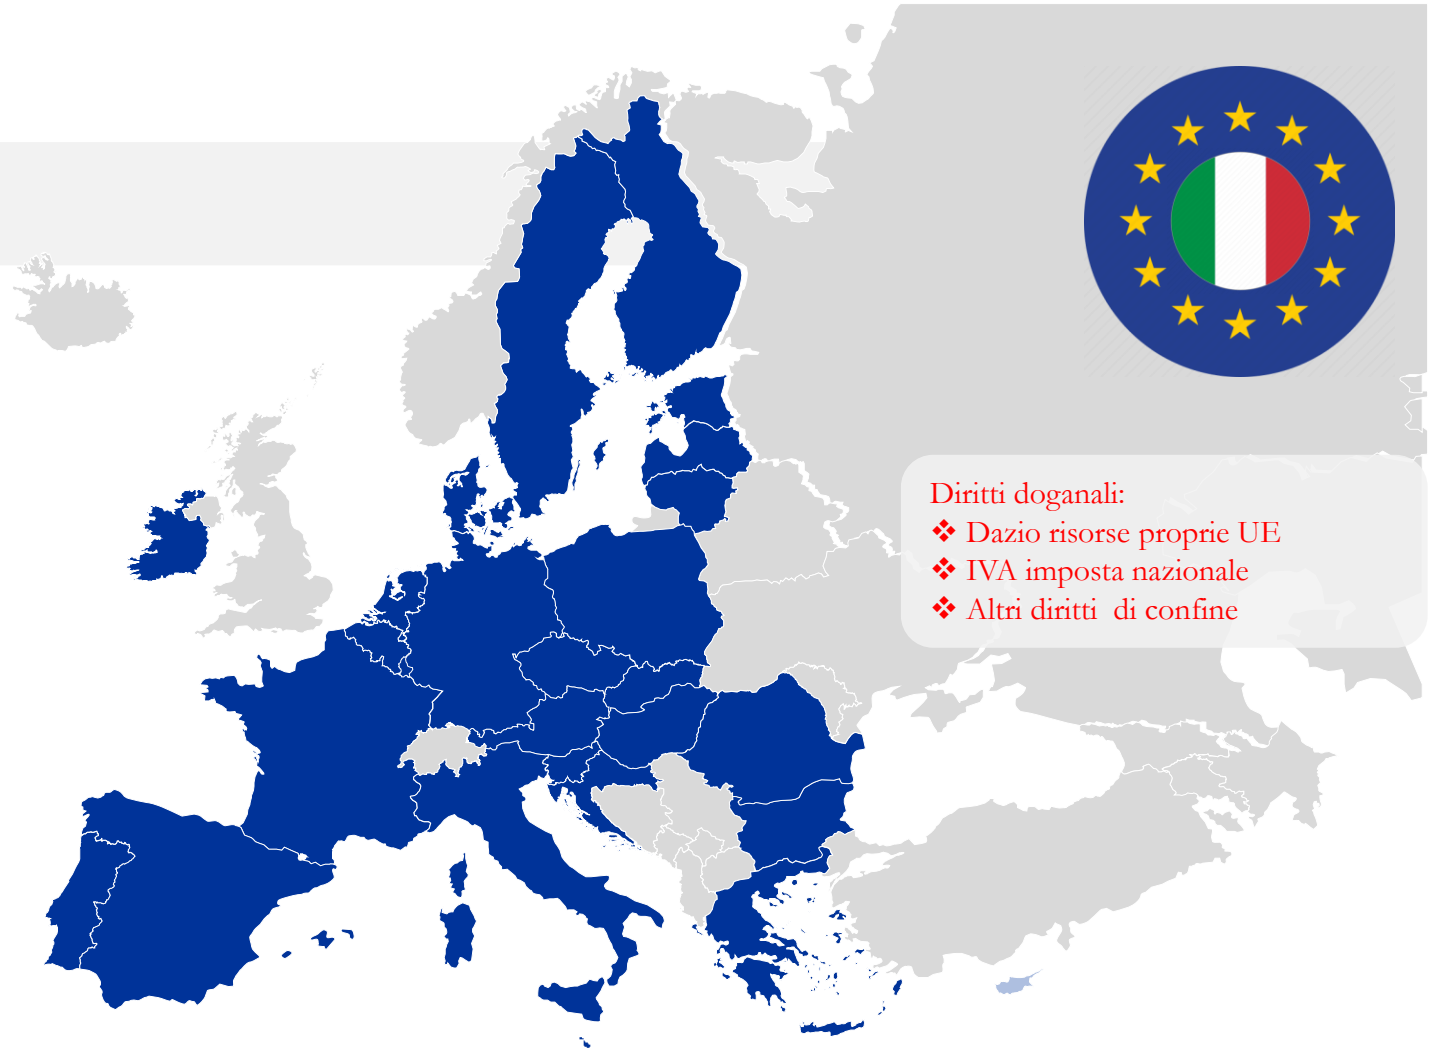 Diritti doganali:
❖ Dazio risorse proprie UE
❖ IVA imposta nazionale
❖ Altri diritti  di confine